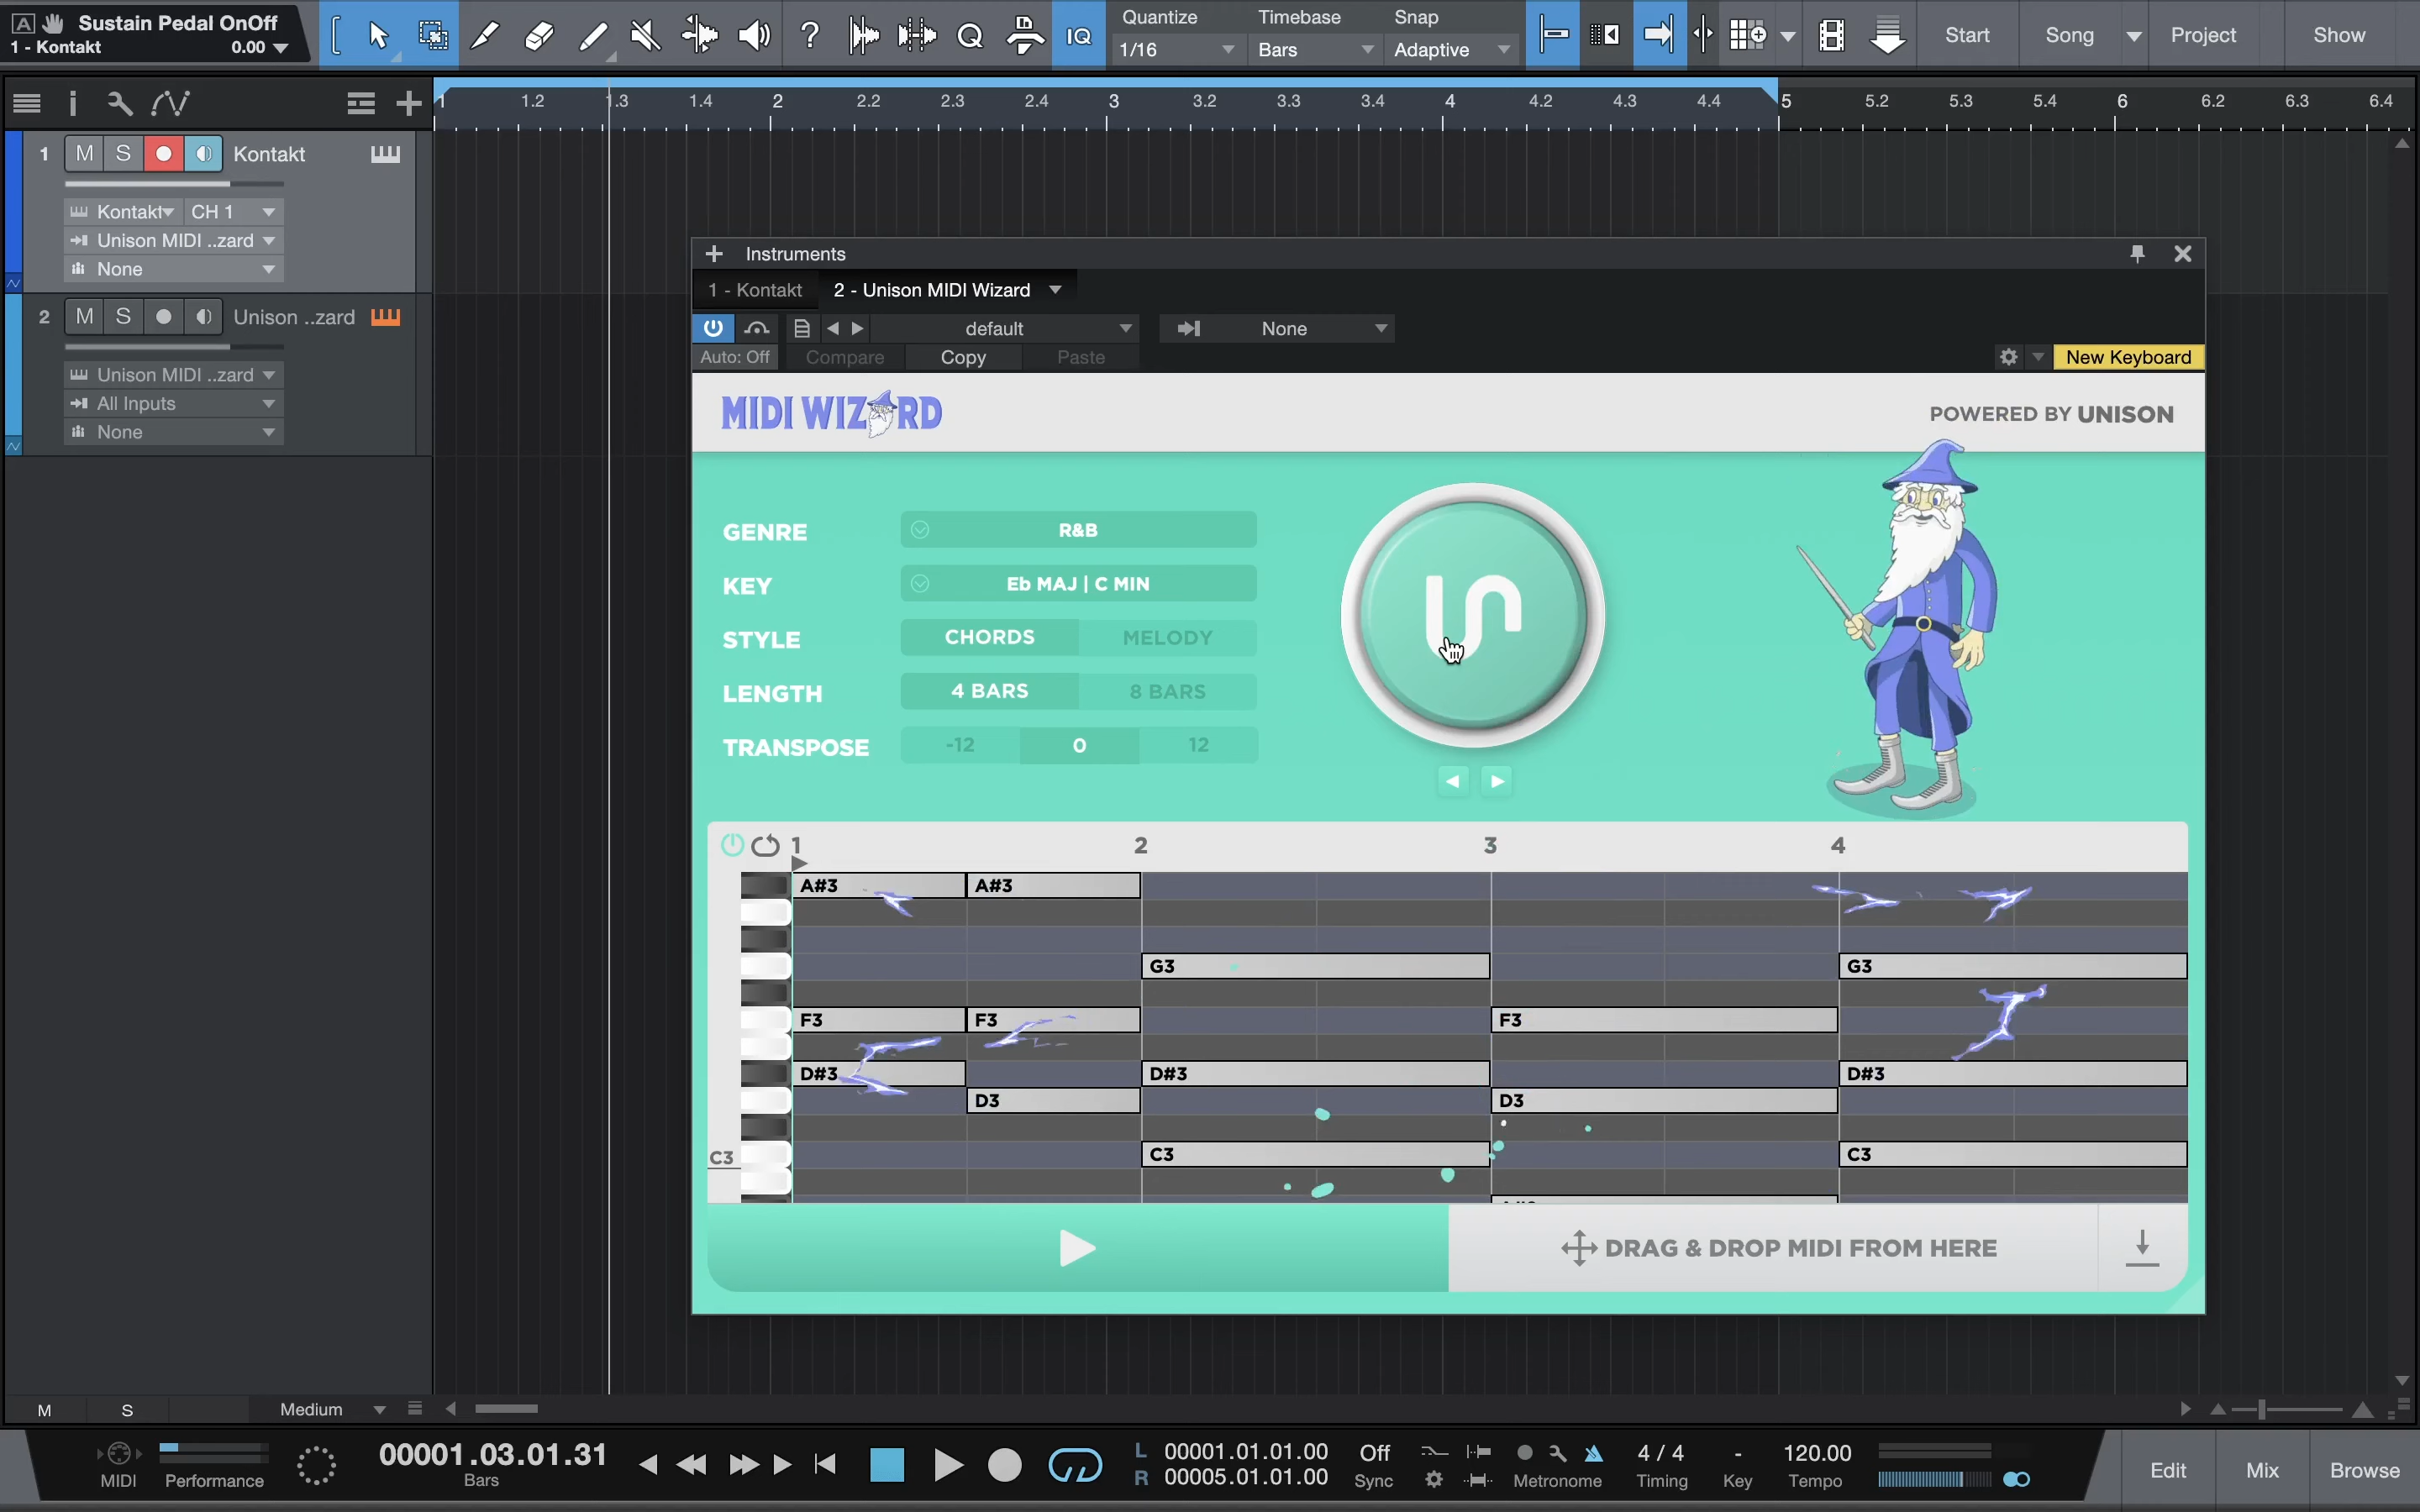 A Sustain Pedal OnOff
1 - Kontakt 0.00
IQ
Quantize
1/16
Timebase
Bars
Snap
Adaptive
Start
Song
Project
Show
1 1.2 1.3 1.4 2 2.2 2.3 2.4 3 3.2 3.3 3.4 4 4.2 4.3 4.4 5 5.2 5.3 5.4 6 6.2 6.3 6.4
1 M S Kontakt
Kontakt CH 1
Unison MIDI ..zard
None
2 M S Unison ..zard
Unison MIDI ..zard
All Inputs
None
Instruments
1 - Kontakt 2 - Unison MIDI Wizard
default None
Auto: Off Compare Copy Paste New Keyboard
MIDI WIZARD
POWERED BY UNISON
GENRE R&B
KEY Eb MAJ | C MIN
STYLE CHORDS MELODY
LENGTH 4 BARS 8 BARS
TRANSPOSE -12 0 12
1 2 3 4
A#3 A#3
G3 G3
F3 F3 F3
D#3 D#3 D#3
D3 D3
C3 C3 C3
DRAG & DROP MIDI FROM HERE
M S Medium
MIDI
Performance
00001.03.01.31
Bars
L 00001.01.01.00
R 00005.01.01.00
Off
Sync
Metronome
4 / 4
Timing
-
Key
120.00
Tempo
Edit
Mix
Browse